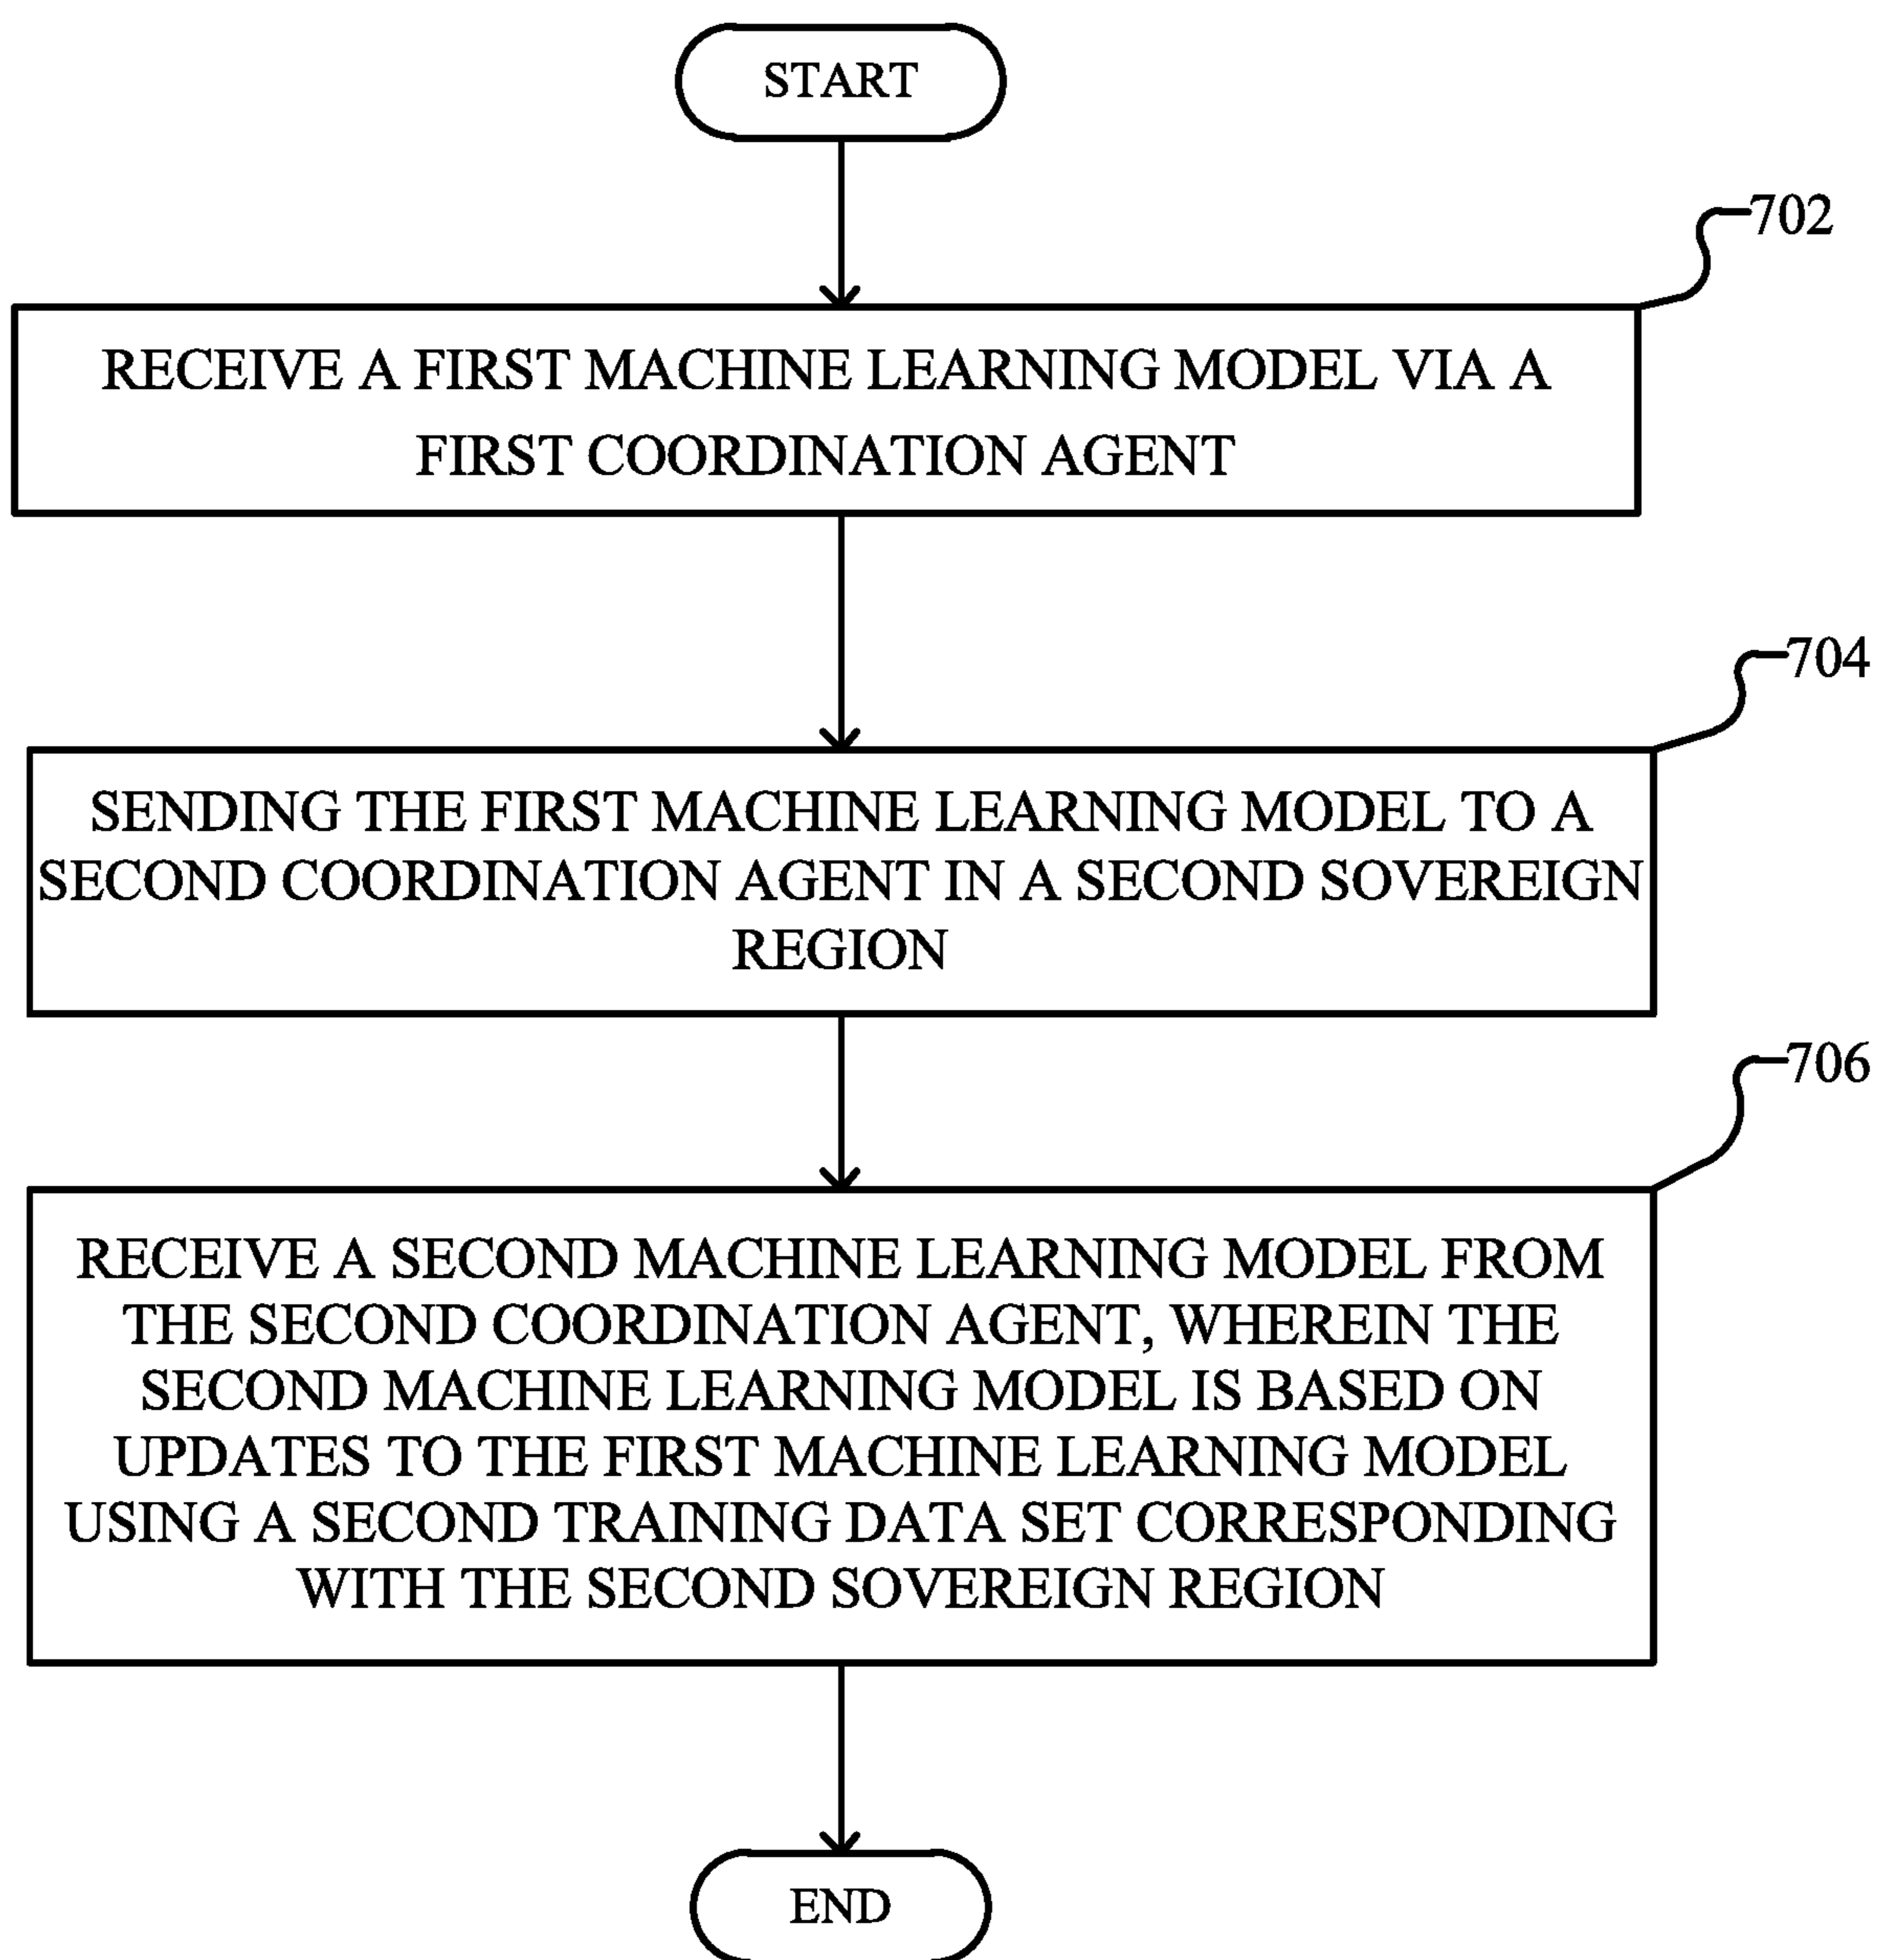 START
702
RECEIVE A FIRST MACHINE LEARNING MODEL VIA A
FIRST COORDINATION AGENT
704
SENDING THE FIRST MACHINE LEARNING MODEL TO A
SECOND COORDINATION AGENT IN A SECOND SOVEREIGN
REGION
706
RECEIVE A SECOND MACHINE LEARNING MODEL FROM
THE SECOND COORDINATION AGENT, WHEREIN THE
SECOND MACHINE LEARNING MODEL IS BASED ON
UPDATES TO THE FIRST MACHINE LEARNING MODEL
USING A SECOND TRAINING DATA SET CORRESPONDING
WITH THE SECOND SOVEREIGN REGION
END